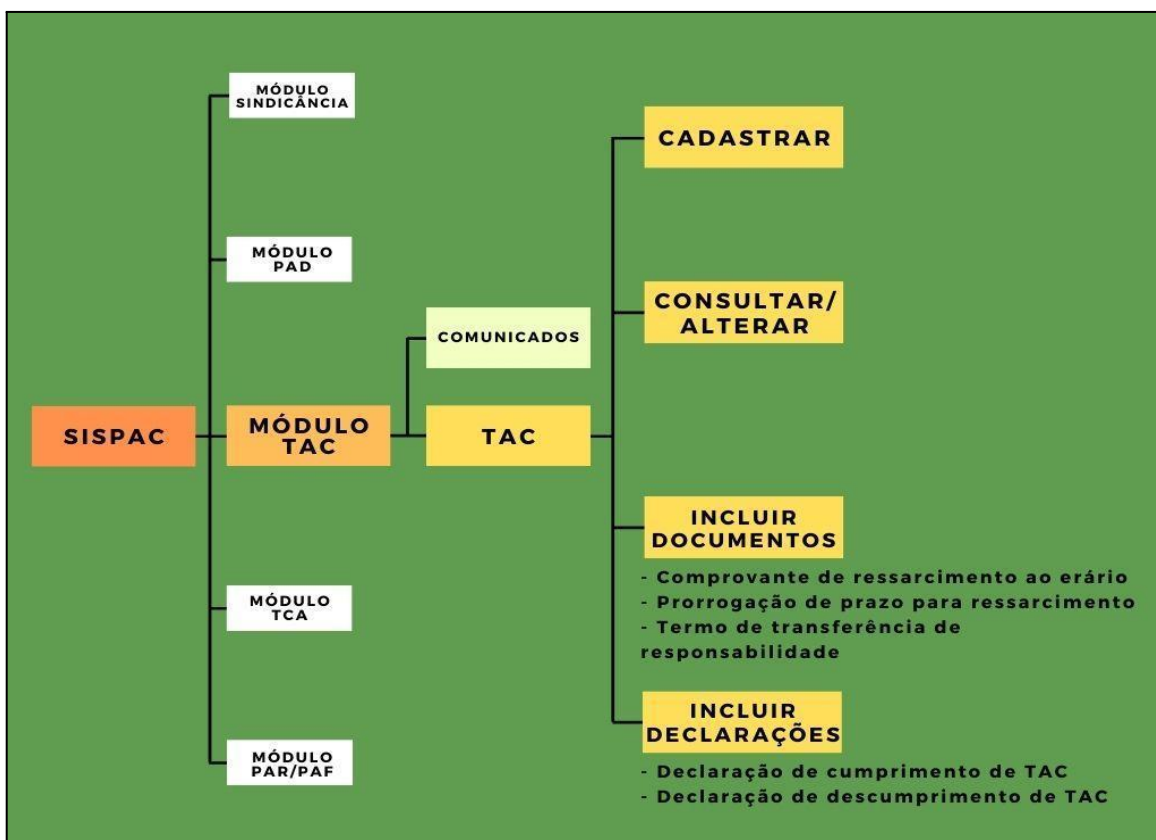 MÓDULO
SINDICÂNCIA
MÓDULO
PAD
SISPAC
MÓDULO
TAC
MÓDULO
TCA
MÓDULO
PAR/PAF
COMUNICADOS
TAC
CADASTRAR
CONSULTAR/
ALTERAR
INCLUIR
DOCUMENTOS
- Comprovante de ressarcimento ao erário
- Prorrogação de prazo para ressarcimento
- Termo de transferência de
responsabilidade
INCLUIR
DECLARAÇÕES
- Declaração de cumprimento de TAC
- Declaração de descumprimento de TAC